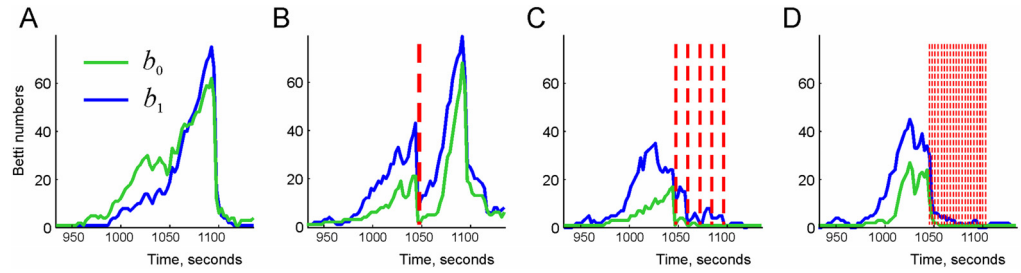 A B C D
Betti numbers
60 60 60 60
40 40 40 40
20 20 20 20
0 0 0 0
b0
b1
950 1000 1050 1100 950 1000 1050 1100 950 1000 1050 1100 950 1000 1050 1100
Time, seconds Time, seconds Time, seconds Time, seconds